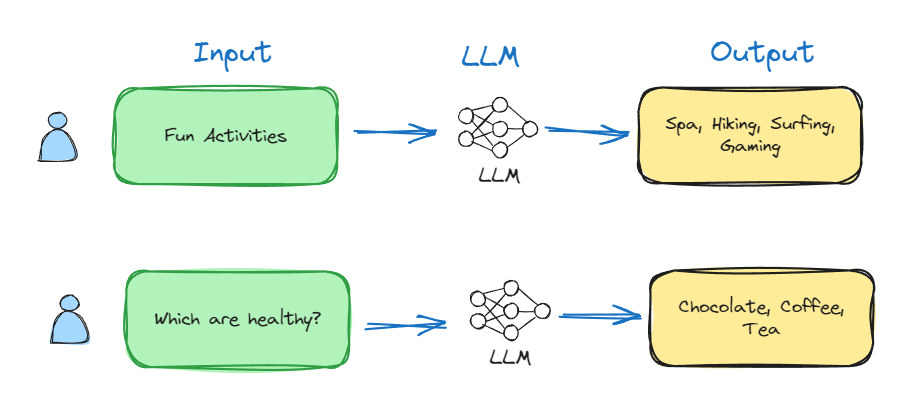 Input
LLM
Output
Fun Activities
LLM
Spa, Hiking, Surfing,
Gaming
Which are healthy?
LLM
Chocolate, Coffee,
Tea